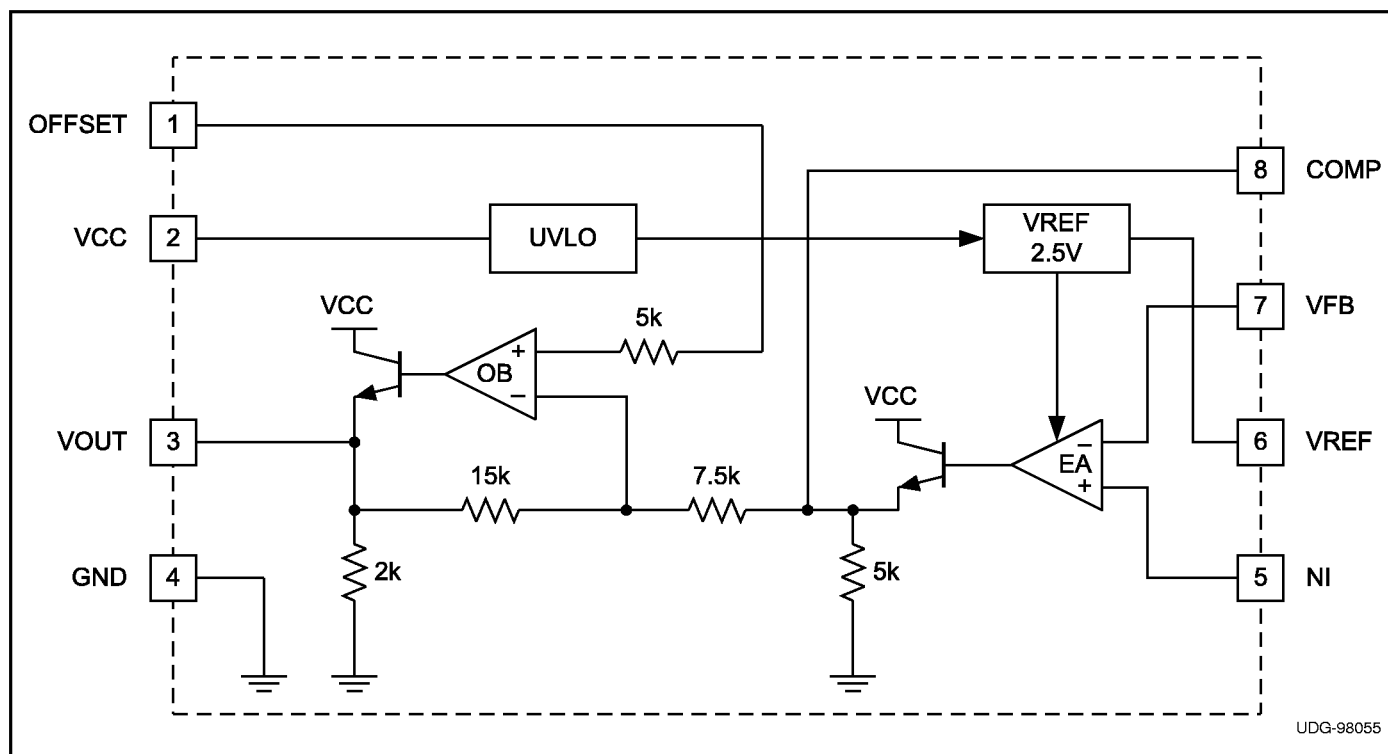 OFFSET 1
8 COMP
VCC 2
UVLO
VREF
2.5V
VCC
5k
7 VFB
+
OB
−
VCC
VOUT 3
6 VREF
−
EA
+
15k
7.5k
GND 4
2k
5k
5 NI
UDG-98055